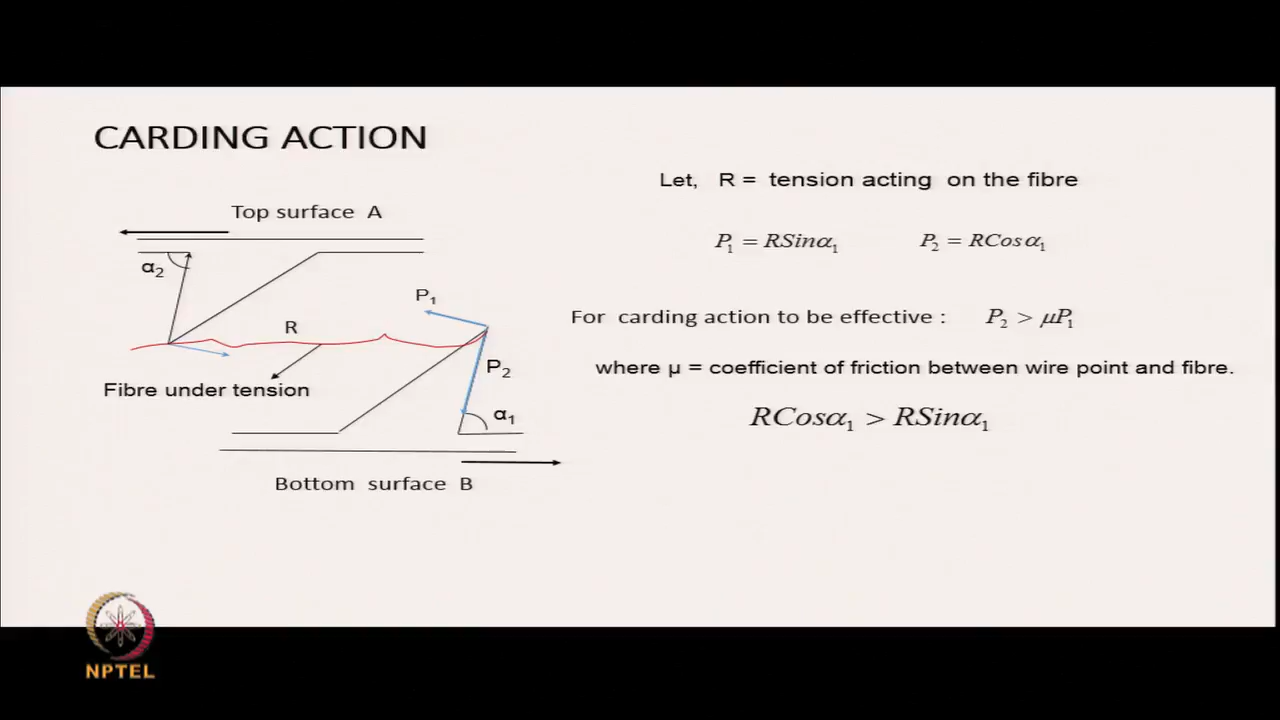 CARDING ACTION
Let, R = tension acting on the fibre
Top surface A
P₁ = RSinα₁ P₂ = RCosα₁
α₂
P₁
For carding action to be effective : P₂ > μP₁
R
P₂
where μ = coefficient of friction between wire point and fibre.
Fibre under tension
α₁
RCosα₁ > RSinα₁
Bottom surface B
NPTEL